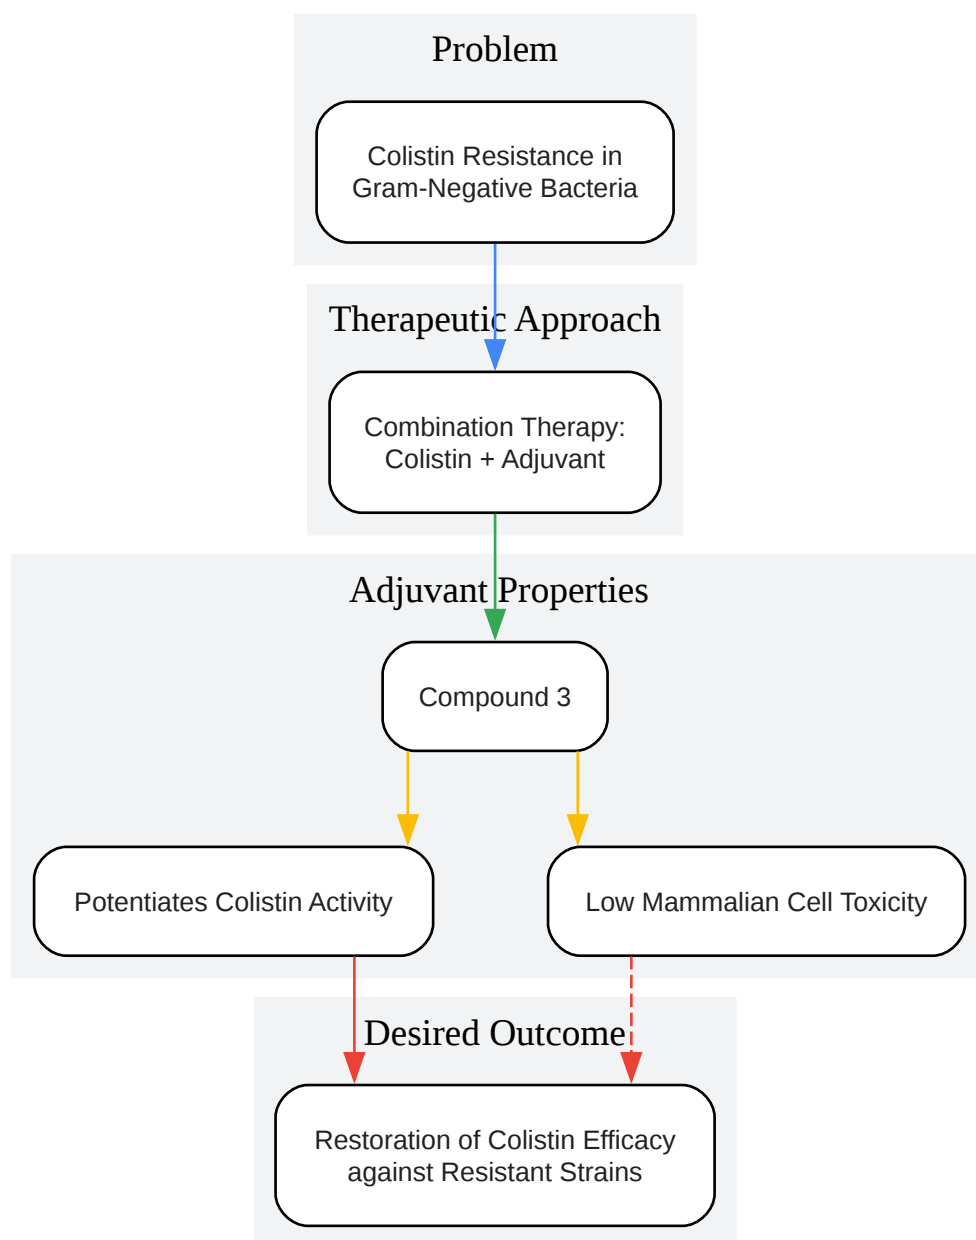 Problem
Colistin Resistance in
Gram-Negative Bacteria
Therapeutic Approach
Combination Therapy:
Colistin + Adjuvant
Adjuvant Properties
Compound 3
Potentiates Colistin Activity
Low Mammalian Cell Toxicity
Desired Outcome
Restoration of Colistin Efficacy
against Resistant Strains